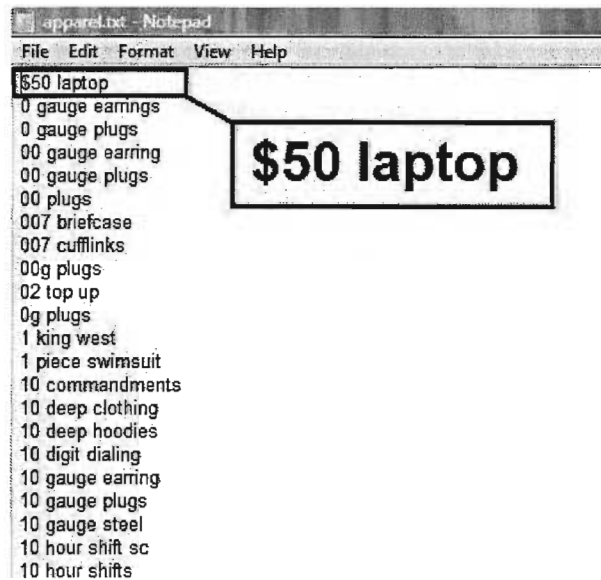 apparel.txt - Notepad
File Edit Format View Help
$50 laptop
0 gauge earrings
0 gauge plugs
00 gauge earring
00 gauge plugs
00 plugs
007 briefcase
007 cufflinks
00g plugs
02 top up
0g plugs
1 king west
1 piece swimsuit
10 commandments
10 deep clothing
10 deep hoodies
10 digit dialing
10 gauge earring
10 gauge plugs
10 gauge steel
10 hour shift sc
10 hour shifts
$50 laptop